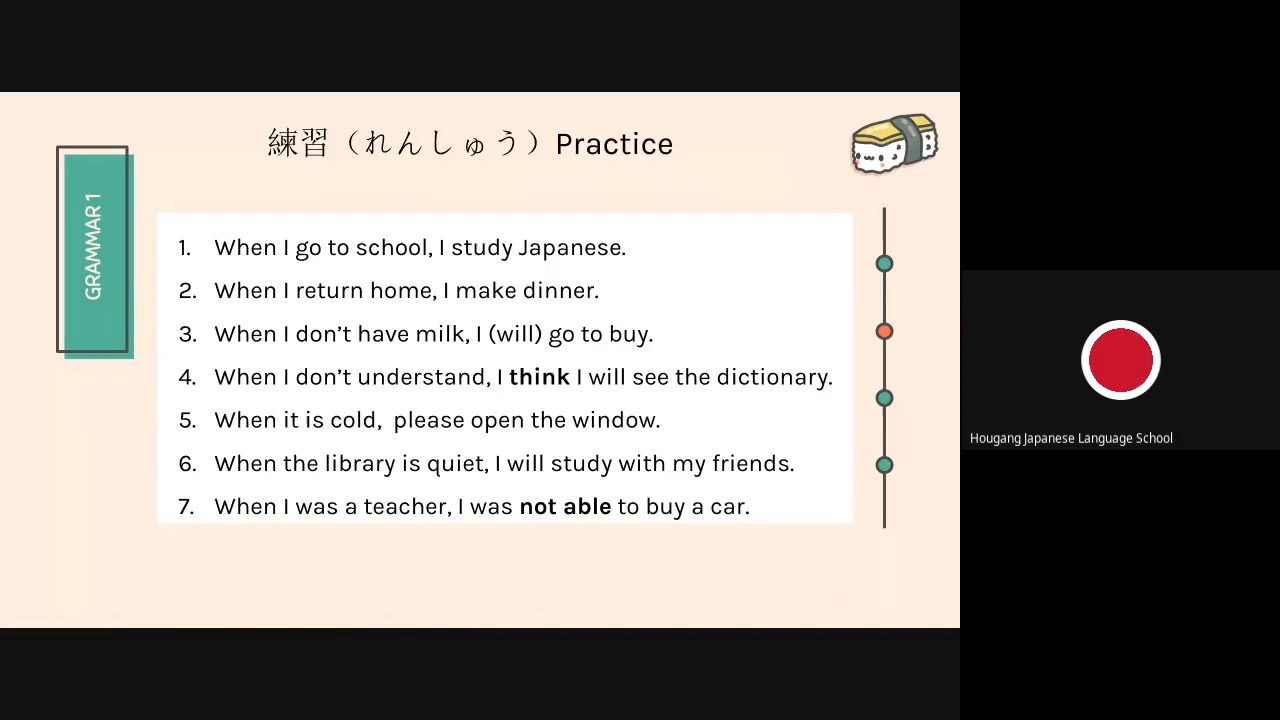 練習（れんしゅう）Practice
GRAMMAR 1
1. When I go to school, I study Japanese.
2. When I return home, I make dinner.
3. When I don’t have milk, I (will) go to buy.
4. When I don’t understand, I think I will see the dictionary.
5. When it is cold,  please open the window.
6. When the library is quiet, I will study with my friends.
7. When I was a teacher, I was not able to buy a car.
Hougang Japanese Language School